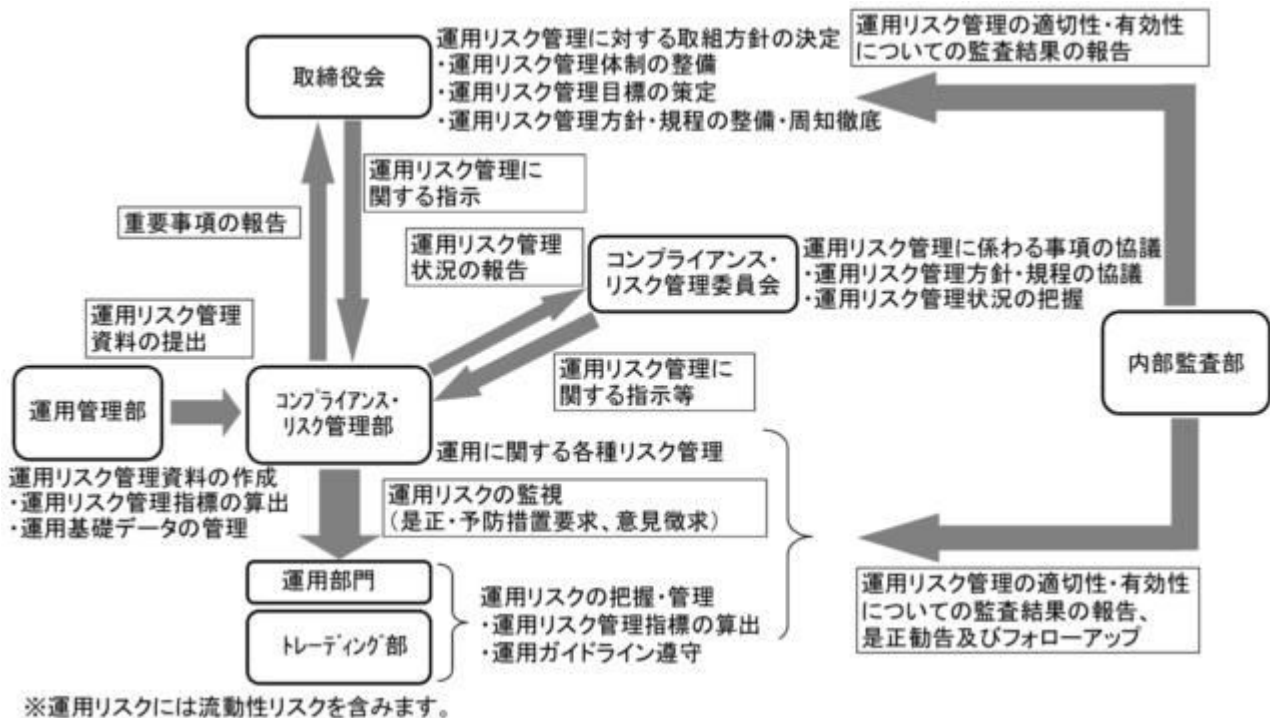 取締役会
運用リスク管理に対する取組方針の決定
・運用リスク管理体制の整備
・運用リスク管理目標の策定
・運用リスク管理方針・規程の整備・周知徹底
運用リスク管理の適切性・有効性
についての監査結果の報告
重要事項の報告
運用リスク管理に
関する指示
運用リスク管理
状況の報告
コンプライアンス・
リスク管理委員会
運用リスク管理に係わる事項の協議
・運用リスク管理方針・規程の協議
・運用リスク管理状況の把握
運用リスク管理
資料の提出
運用リスク管理に
関する指示等
内部監査部
運用管理部
コンプライアンス・
リスク管理部
運用に関する各種リスク管理
運用リスク管理資料の作成
・運用リスク管理指標の算出
・運用基礎データの管理
運用リスクの監視
（是正・予防措置要求、意見徴求）
運用部門
トレーディング部
運用リスクの把握・管理
・運用リスク管理指標の算出
・運用ガイドライン遵守
運用リスク管理の適切性・有効性
についての監査結果の報告、
是正勧告及びフォローアップ
※運用リスクには流動性リスクを含みます。